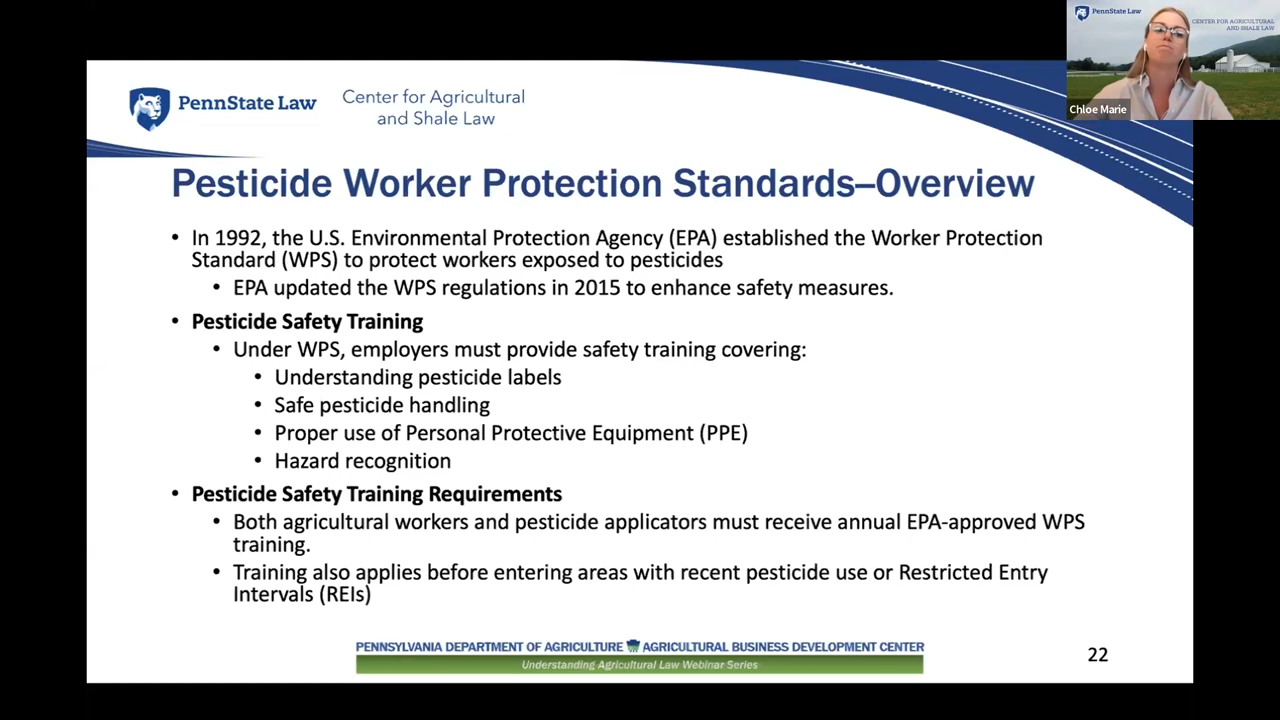 PennState Law
CENTER FOR AGRICULTURAL
AND SHALE LAW
Chloe Marie
PennState Law
Center for Agricultural
and Shale Law
Pesticide Worker Protection Standards–Overview
• In 1992, the U.S. Environmental Protection Agency (EPA) established the Worker Protection
Standard (WPS) to protect workers exposed to pesticides
• EPA updated the WPS regulations in 2015 to enhance safety measures.
• Pesticide Safety Training
• Under WPS, employers must provide safety training covering:
• Understanding pesticide labels
• Safe pesticide handling
• Proper use of Personal Protective Equipment (PPE)
• Hazard recognition
• Pesticide Safety Training Requirements
• Both agricultural workers and pesticide applicators must receive annual EPA-approved WPS
training.
• Training also applies before entering areas with recent pesticide use or Restricted Entry
Intervals (REIs)
PENNSYLVANIA DEPARTMENT OF AGRICULTURE AGRICULTURAL BUSINESS DEVELOPMENT CENTER
Understanding Agricultural Law Webinar Series
22